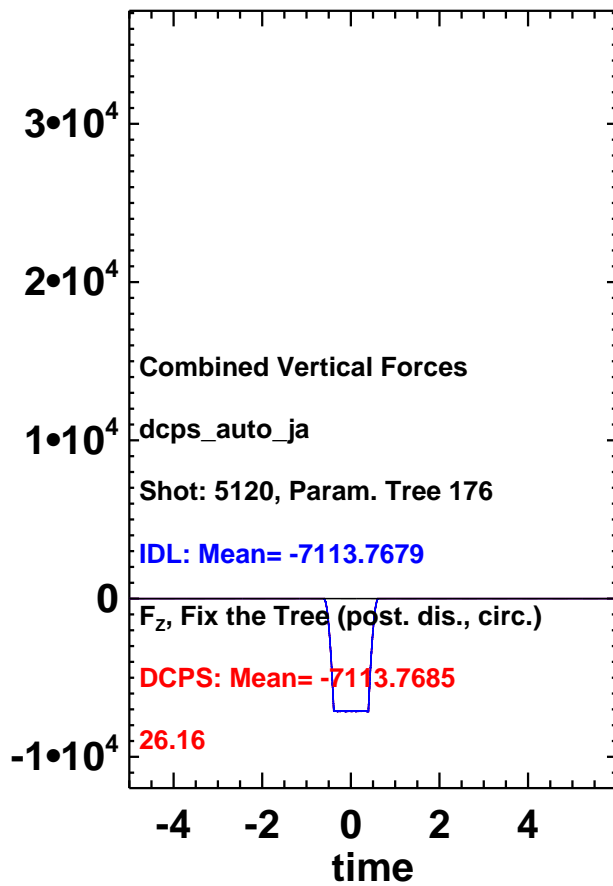 3•10⁴
2•10⁴
Combined Vertical Forces
dcps_auto_ja
1•10⁴
Shot: 5120, Param. Tree 176
IDL: Mean= -7113.7679
0
F_Z, Fix the Tree (post. dis., circ.)
DCPS: Mean= -7113.7685
26.16
-1•10⁴
-4 -2 0 2 4
time